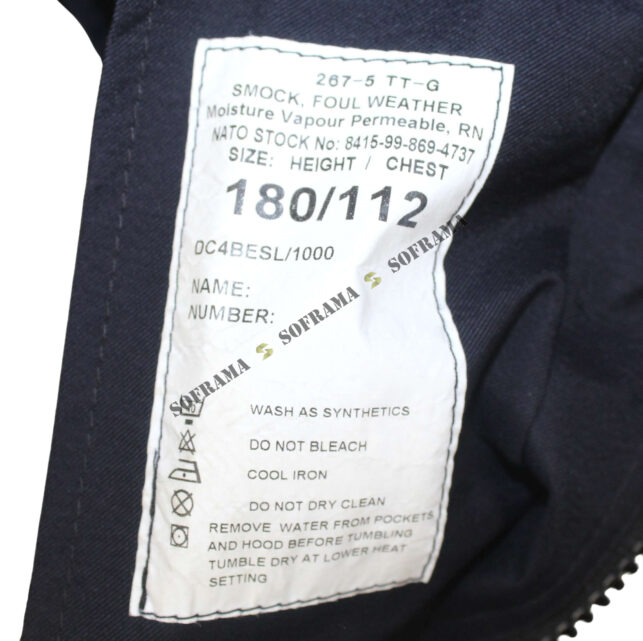 267-5 TT-G
SMOCK, FOUL WEATHER
Moisture Vapour Permeable, RN
NATO STOCK No: 8415-99-869-4737
SIZE: HEIGHT / CHEST
180/112
DC4BESL/1000
NAME:
NUMBER:
SOFRAMA SOFRAMA SOFRAMA
WASH AS SYNTHETICS
DO NOT BLEACH
COOL IRON
DO NOT DRY CLEAN
REMOVE WATER FROM POCKETS
AND HOOD BEFORE TUMBLING
TUMBLE DRY AT LOWER HEAT
SETTING